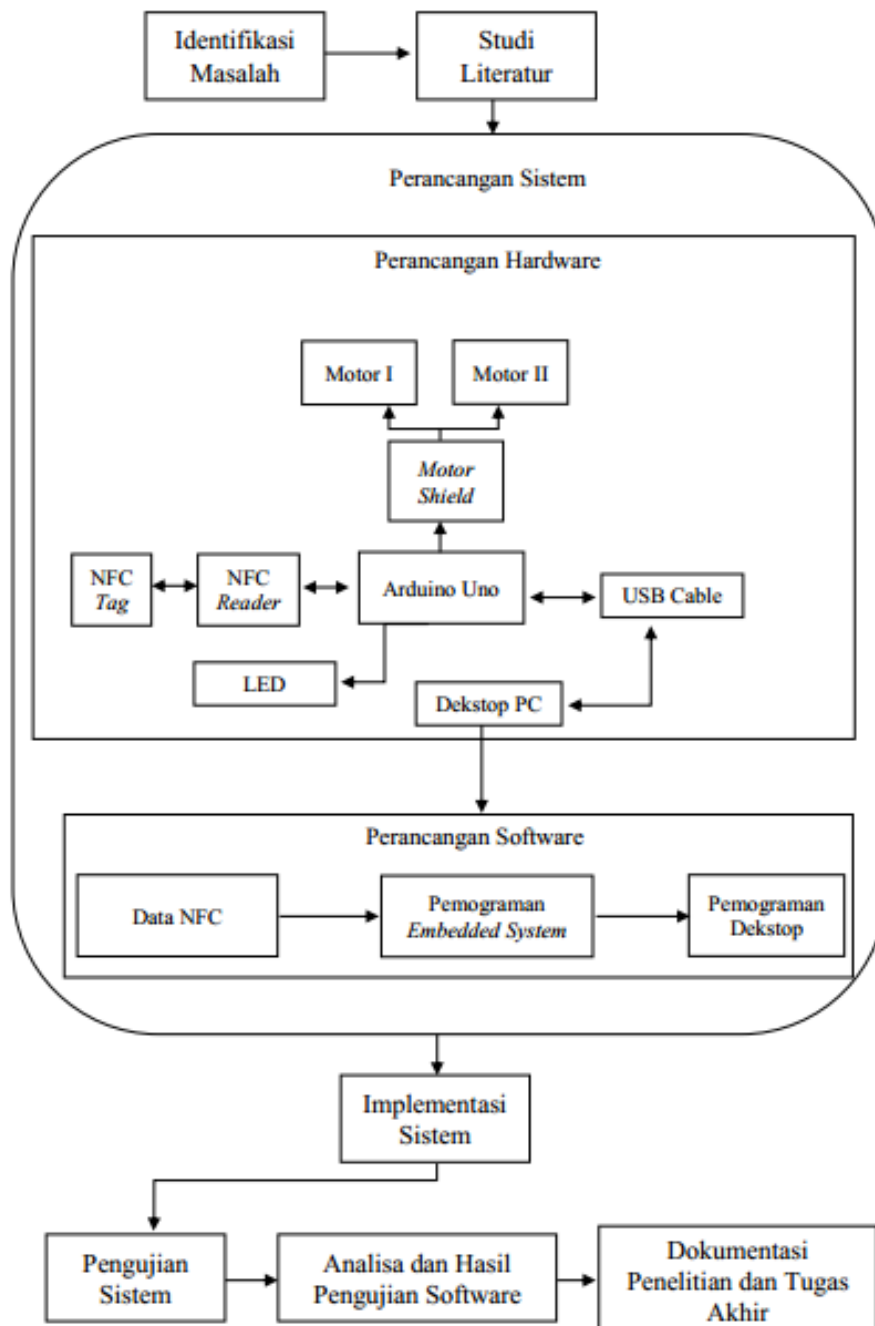 Identifikasi
Masalah
Studi
Literatur
Perancangan Sistem
Perancangan Hardware
Motor I
Motor II
Motor
Shield
NFC
Tag
NFC
Reader
Arduino Uno
USB Cable
LED
Dekstop PC
Perancangan Software
Data NFC
Pemograman
Embedded System
Pemograman
Dekstop
Implementasi
Sistem
Pengujian
Sistem
Analisa dan Hasil
Pengujian Software
Dokumentasi
Penelitian dan Tugas
Akhir